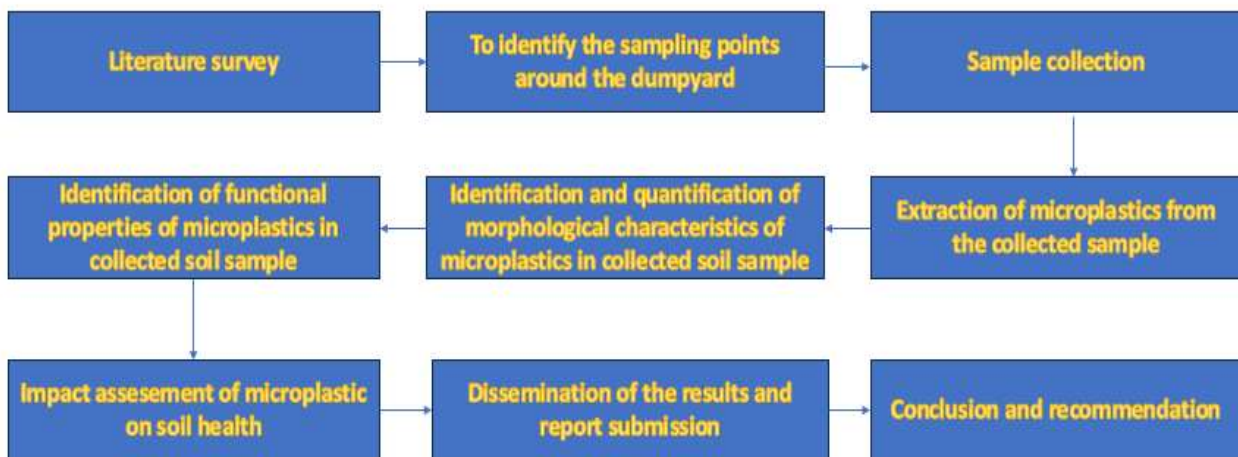 Literature survey
To identify the sampling points
around the dumpyard
Sample collection
Extraction of microplastics from
the collected sample
Identification and quantification of
morphological characteristics of
microplastics in collected soil sample
Identification of functional
properties of microplastics in
collected soil sample
Impact assesement of microplastic
on soil health
Dissemination of the results and
report submission
Conclusion and recommendation